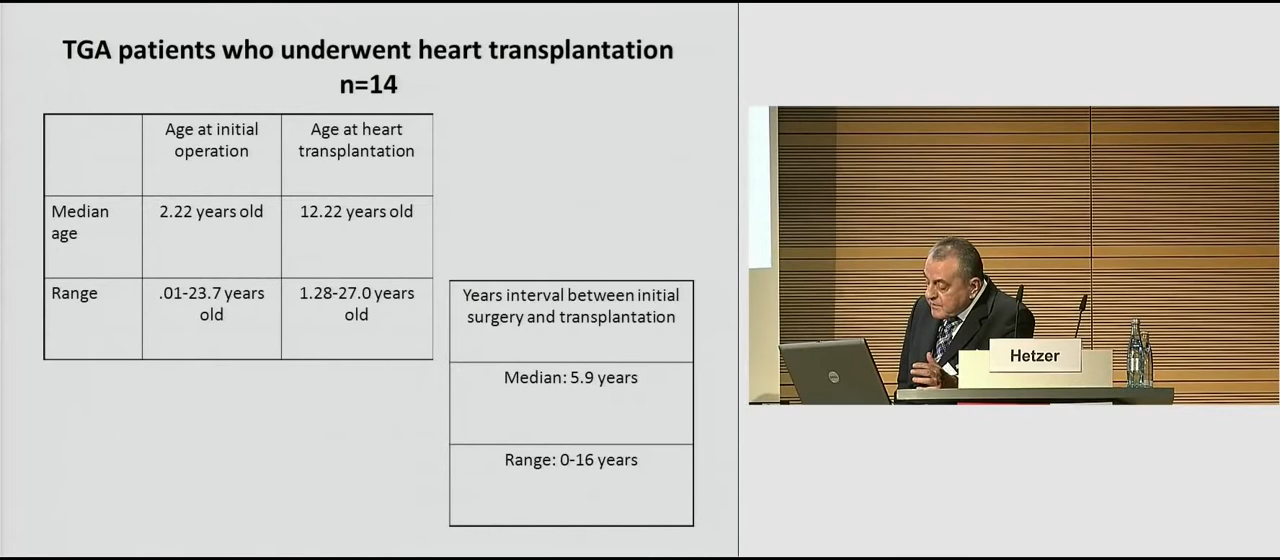 TGA patients who underwent heart transplantation
n=14
Age at initial
operation
Age at heart
transplantation
Median
age
2.22 years old
12.22 years old
Range
.01-23.7 years
old
1.28-27.0 years
old
Years interval between initial
surgery and transplantation
Median: 5.9 years
Range: 0-16 years
Hetzer